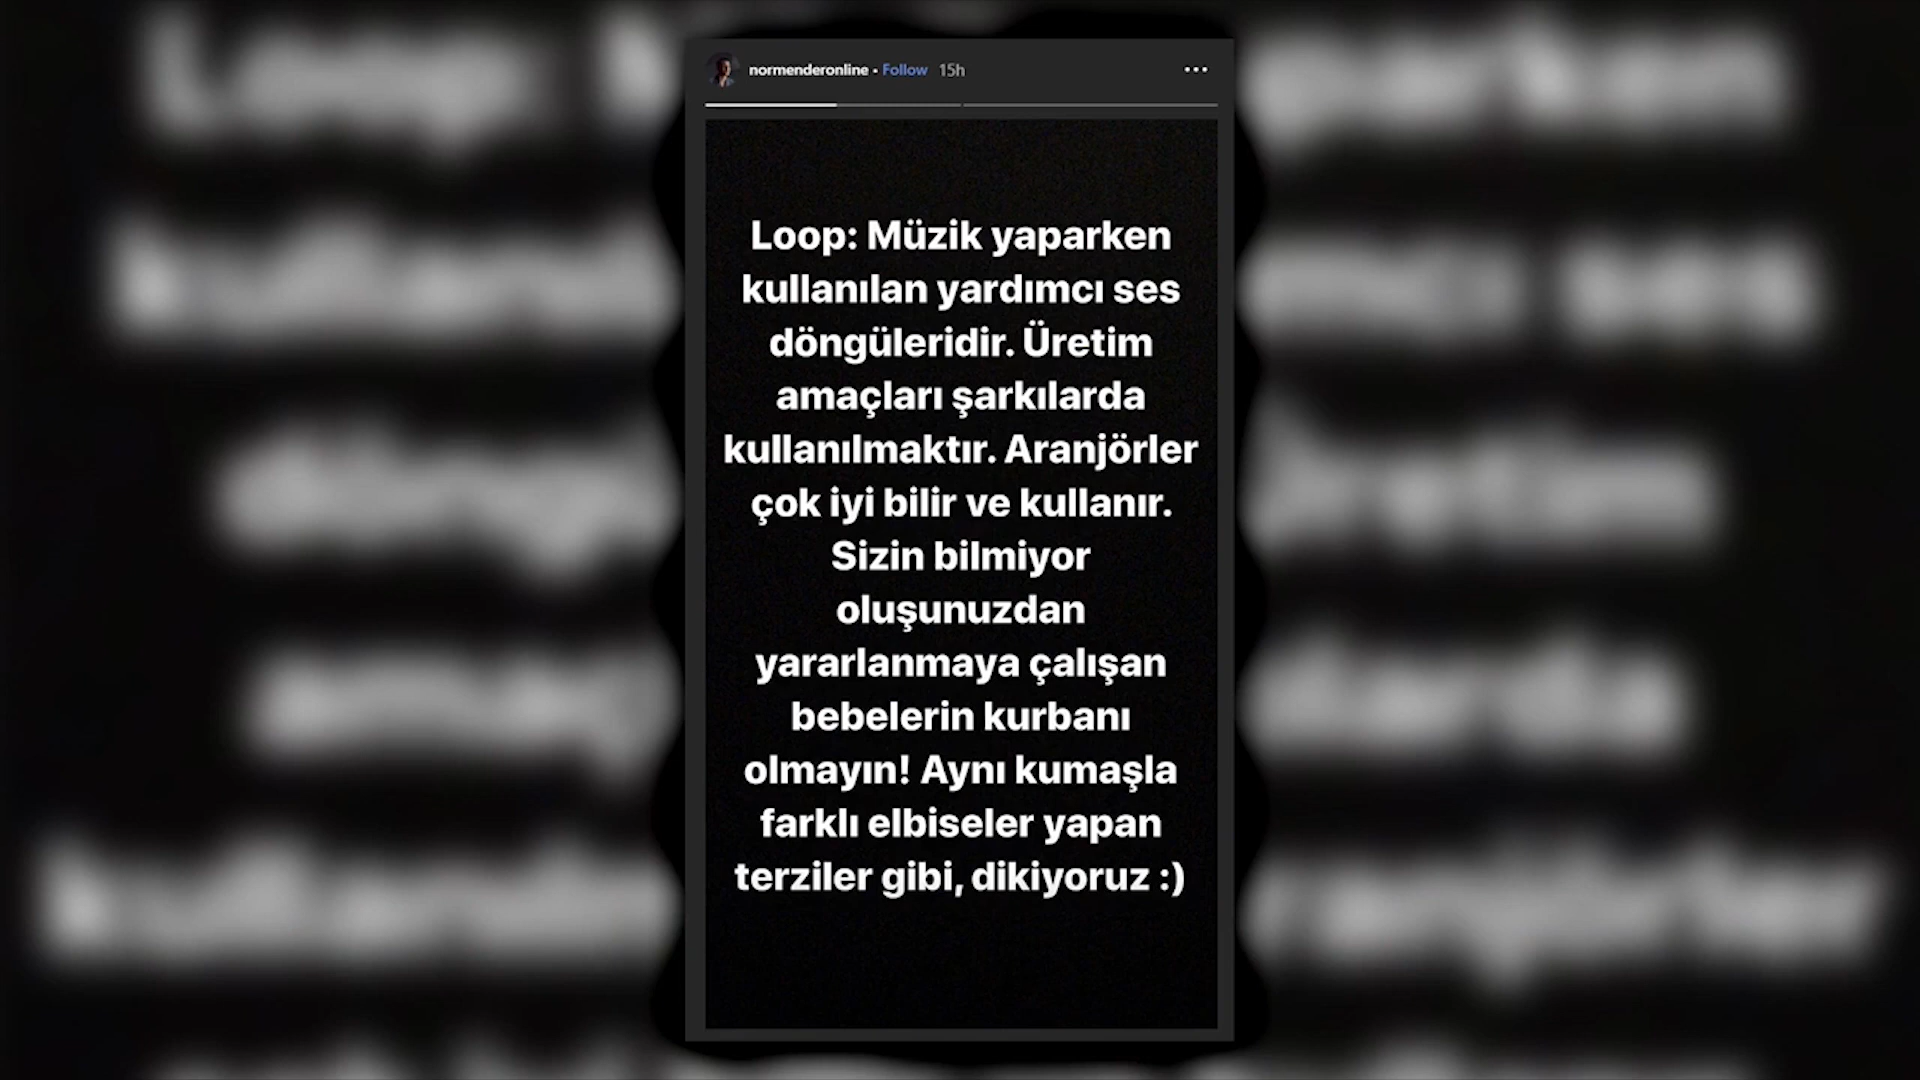 normenderonline • Follow 15h
Loop: Müzik yaparken
kullanılan yardımcı ses
döngüleridir. Üretim
amaçları şarkılarda
kullanılmaktır. Aranjörler
çok iyi bilir ve kullanır.
Sizin bilmiyor
oluşunuzdan
yararlanmaya çalışan
bebelerin kurbanı
olmayın! Aynı kumaşla
farklı elbiseler yapan
terziler gibi, dikiyoruz :)